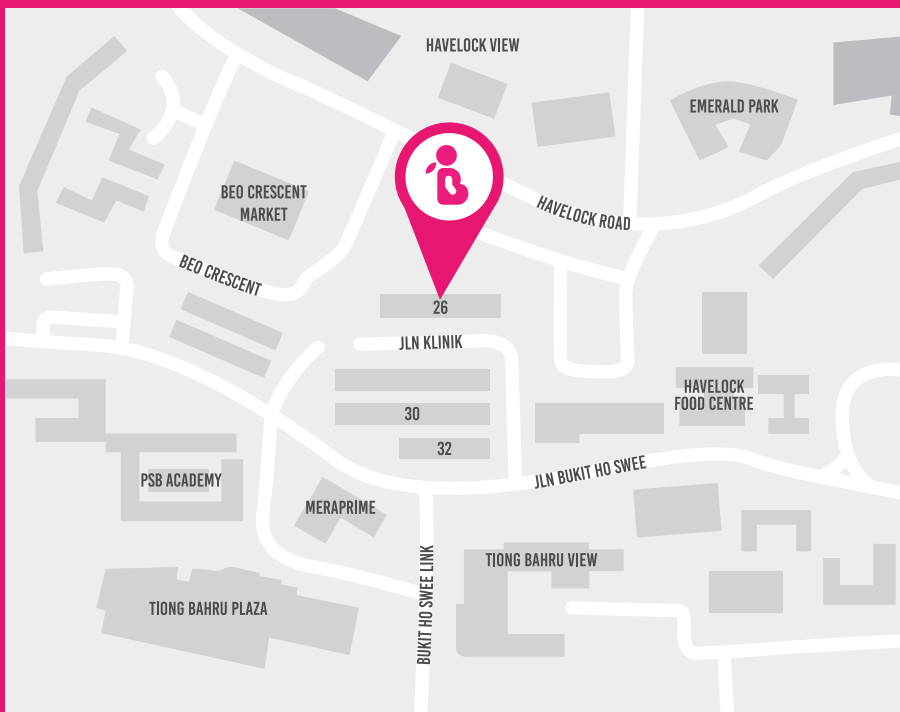 HAVELOCK VIEW
EMERALD PARK
BEO CRESCENT
MARKET
HAVELOCK ROAD
BEO CRESCENT
26
JLN KLINIK
HAVELOCK
FOOD CENTRE
30
32
JLN BUKIT HO SWEE
PSB ACADEMY
MERAPRIME
TIONG BAHRU VIEW
BUKIT HO SWEE LINK
TIONG BAHRU PLAZA